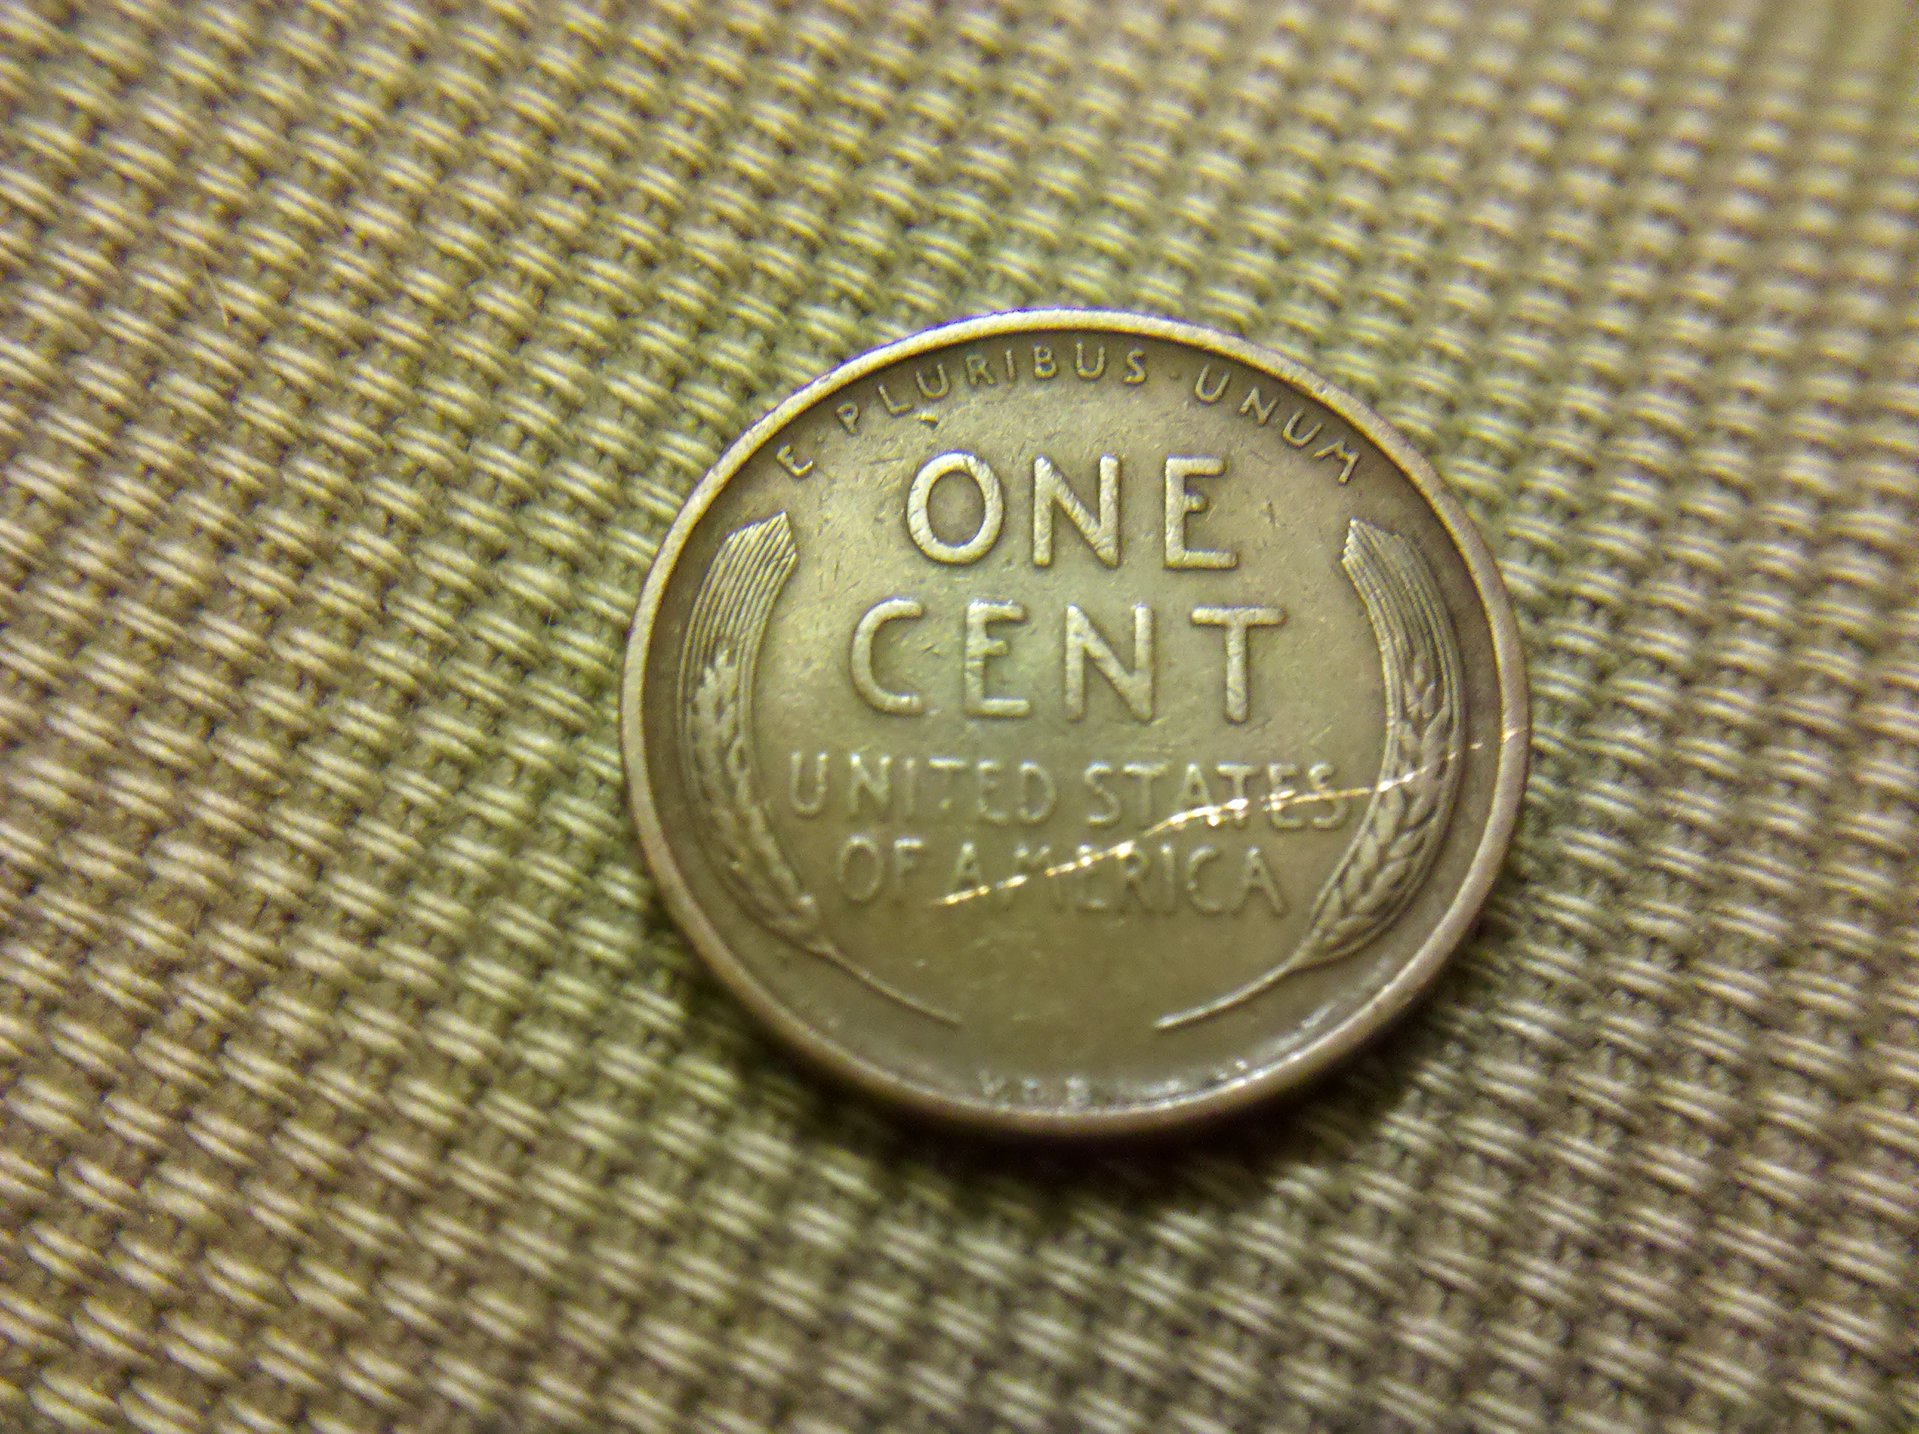 E · PLURIBUS · UNUM
ONE
CENT
UNITED STATES
OF AMERICA
V.D.B.